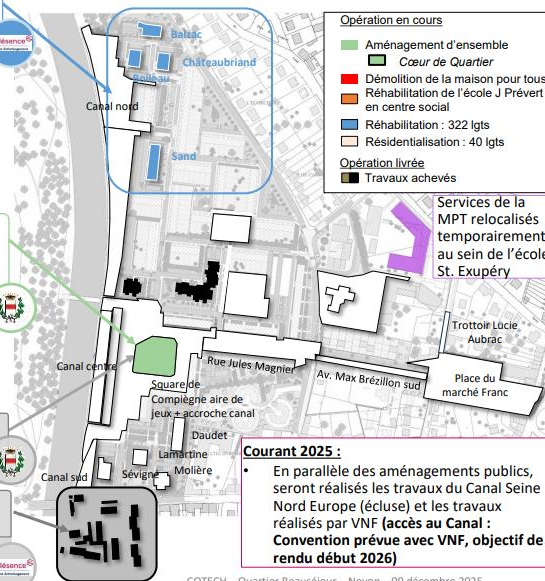 Opération en cours
Aménagement d'ensemble
Cœur de Quartier
Démolition de la maison pour tous
Réhabilitation de l'école J Prévert
en centre social
Réhabilitation : 322 lgts
Résidentialisation : 40 lgts
Opération livrée
Travaux achevés
Balzac
Châteaubriand
Boileau
Canal nord
Sand
Services de la
MPT relocalisés
temporairement
au sein de l'école
St. Exupéry
Trottoir Lucie
Aubrac
Place du
marché Franc
Rue Jules Magnier
Av. Max Brézillon sud
Canal centre
Square de
Compiègne aire de
jeux + accroche canal
Daudet
Lamartine
Molière
Sévigné
Canal sud
Courant 2025 :
• En parallèle des aménagements publics,
seront réalisés les travaux du Canal Seine
Nord Europe (écluse) et les travaux
réalisés par VNF (accès au Canal :
Convention prévue avec VNF, objectif de
rendu début 2026)